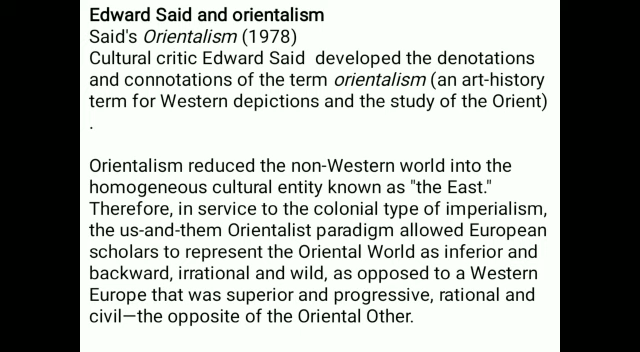 Edward Said and orientalism
Said's Orientalism (1978)
Cultural critic Edward Said  developed the denotations
and connotations of the term orientalism (an art-history
term for Western depictions and the study of the Orient)
.
Orientalism reduced the non-Western world into the
homogeneous cultural entity known as "the East."
Therefore, in service to the colonial type of imperialism,
the us-and-them Orientalist paradigm allowed European
scholars to represent the Oriental World as inferior and
backward, irrational and wild, as opposed to a Western
Europe that was superior and progressive, rational and
civil—the opposite of the Oriental Other.